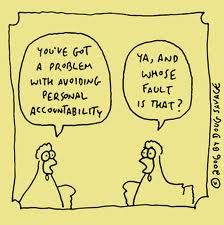 YOU'VE GOT
A PROBLEM
WITH AVOIDING
PERSONAL
ACCOUNTABILITY
YA, AND
WHOSE
FAULT
IS THAT?
© 2006 BY DOUG SAVAGE